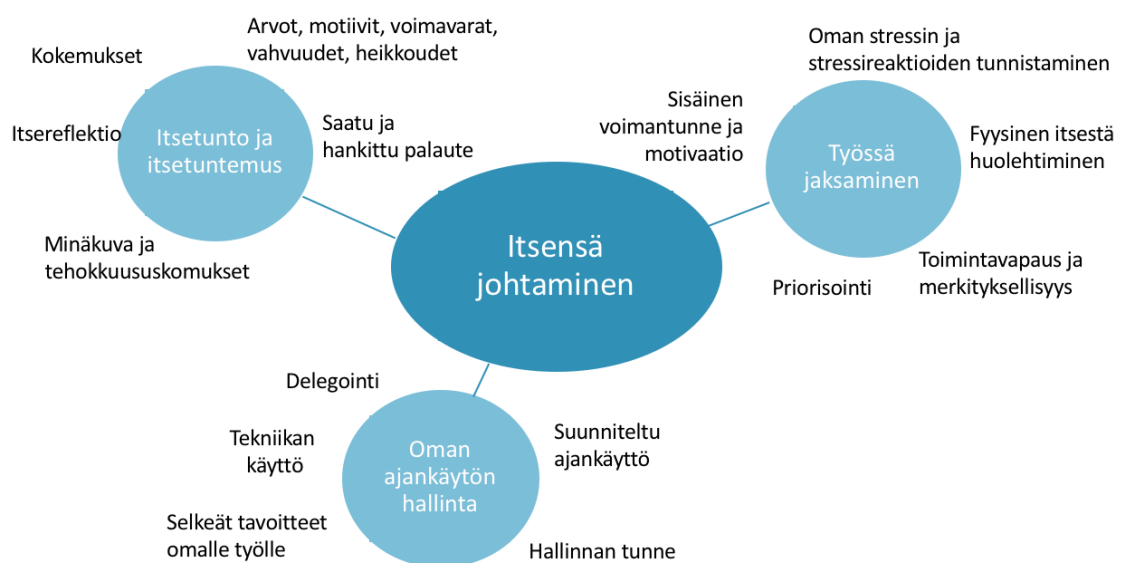 Kokemukset
Arvot, motiivit, voimavarat,
vahvuudet, heikkoudet
Itsereflektio
Itsetunto ja
itsetuntemus
Saatu ja
hankittu palaute
Minäkuva ja
tehokkuususkomukset
Oman stressin ja
stressireaktioiden tunnistaminen
Sisäinen
voimantunne ja
motivaatio
Työssä
jaksaminen
Fyysinen itsestä
huolehtiminen
Toimintavapaus ja
merkityksellisyys
Priorisointi
Itsensä
johtaminen
Delegointi
Tekniikan
käyttö
Oman
ajankäytön
hallinta
Suunniteltu
ajankäyttö
Selkeät tavoitteet
omalle työlle
Hallinnan tunne